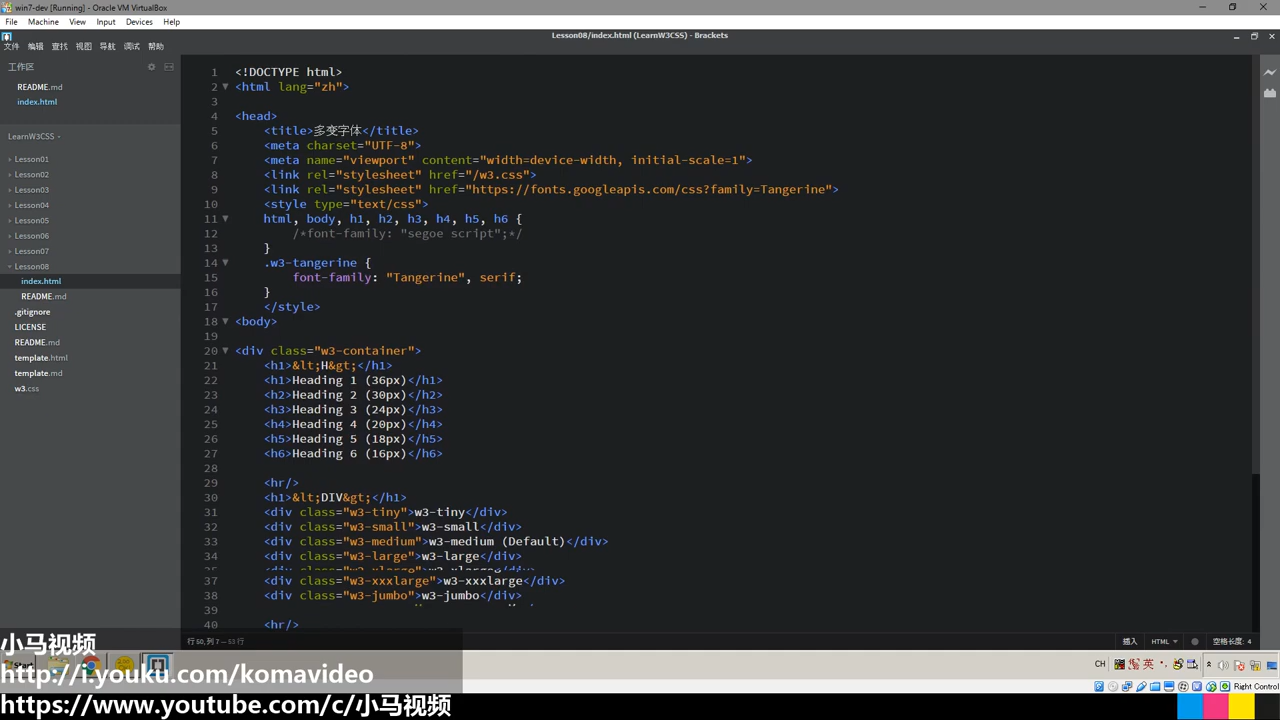 win7-dev [Running] - Oracle VM VirtualBox
File Machine View Input Devices Help
Lesson08/index.html (LearnW3CSS) - Brackets
文件 编辑 查找 视图 导航 调试 帮助
工作区
README.md
index.html
LearnW3CSS
Lesson01
Lesson02
Lesson03
Lesson04
Lesson05
Lesson06
Lesson07
Lesson08
index.html
README.md
.gitignore
LICENSE
README.md
template.html
template.md
w3.css
1 <!DOCTYPE html>
2 <html lang="zh">
3
4 <head>
5 <title>多变字体</title>
6 <meta charset="UTF-8">
7 <meta name="viewport" content="width=device-width, initial-scale=1">
8 <link rel="stylesheet" href="/w3.css">
9 <link rel="stylesheet" href="https://fonts.googleapis.com/css?family=Tangerine">
10 <style type="text/css">
11 html, body, h1, h2, h3, h4, h5, h6 {
12 /*font-family: "segoe script";*/
13 }
14 .w3-tangerine {
15 font-family: "Tangerine", serif;
16 }
17 </style>
18 <body>
19
20 <div class="w3-container">
21 <h1>&lt;H&gt;</h1>
22 <h1>Heading 1 (36px)</h1>
23 <h2>Heading 2 (30px)</h2>
24 <h3>Heading 3 (24px)</h3>
25 <h4>Heading 4 (20px)</h4>
26 <h5>Heading 5 (18px)</h5>
27 <h6>Heading 6 (16px)</h6>
28
29 <hr/>
30 <h1>&lt;DIV&gt;</h1>
31 <div class="w3-tiny">w3-tiny</div>
32 <div class="w3-small">w3-small</div>
33 <div class="w3-medium">w3-medium (Default)</div>
34 <div class="w3-large">w3-large</div>
37 <div class="w3-xxxlarge">w3-xxxlarge</div>
38 <div class="w3-jumbo">w3-jumbo</div>
39
40 <hr/>
行 50, 列 7 — 53 行
插入 HTML 空格长度: 4
小马视频
http://i.youku.com/komavideo
https://www.youtube.com/c/小马视频
Start
CH 英
Right Control